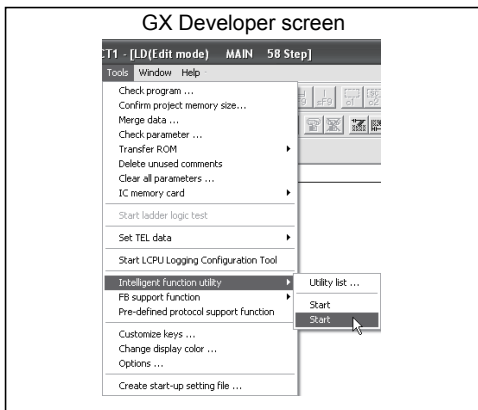 GX Developer screen
CT1 - [LD(Edit mode) MAIN 58 Step]
Tools Window Help
Check program ...
Confirm project memory size...
Merge data ...
Check parameter ...
Transfer ROM
Delete unused comments
Clear all parameters ...
IC memory card
Start ladder logic test
Set TEL data
Start LCPU Logging Configuration Tool
Intelligent function utility
Utility list ...
FB support function
Start
Pre-defined protocol support function
Start
Customize keys ...
Change display color ...
Options ...
Create start-up setting file ...